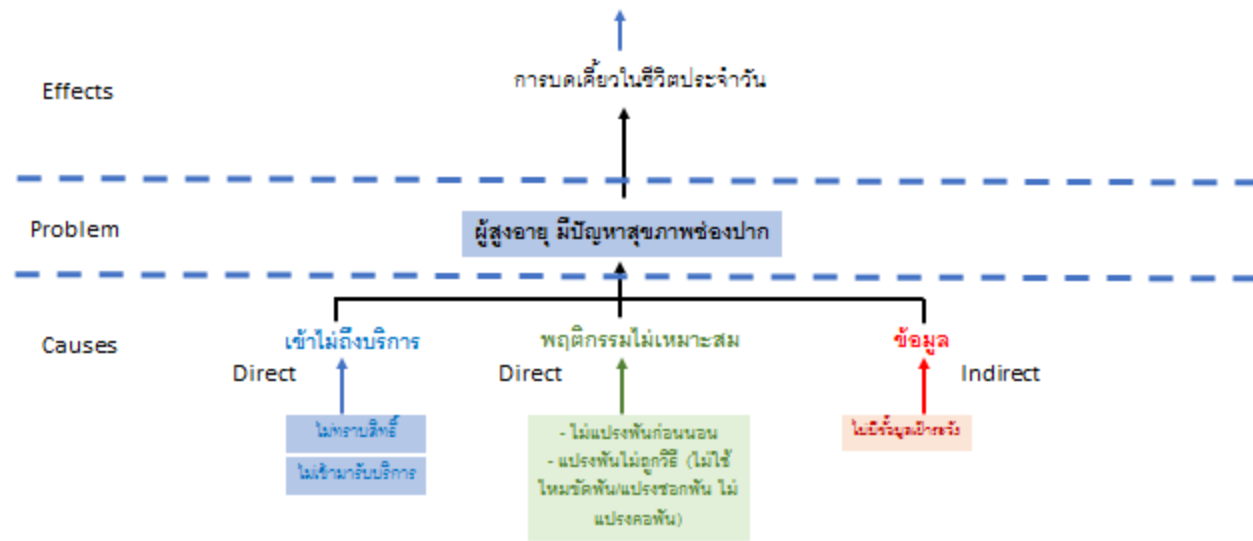 Effects
การบดเคี้ยวในชีวิตประจำวัน
Problem
ผู้สูงอายุ มีปัญหาสุขภาพช่องปาก
Causes
เข้าไม่ถึงบริการ
พฤติกรรมไม่เหมาะสม
ข้อมูล
Direct
Direct
Indirect
ไม่ทราบสิทธิ์
ไม่เข้ามารับบริการ
- ไม่แปรงฟันก่อนนอน
- แปรงฟันไม่ถูกวิธี (ไม่ใช้
ไหมขัดฟัน/แปรงซอกฟัน ไม่
แปรงคอฟัน)
ไม่มีข้อมูลเฝ้าระวัง